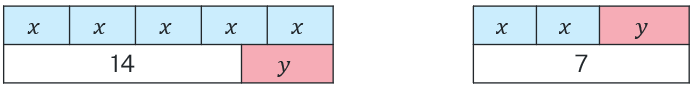 x x x x x
14 y
x x y
7